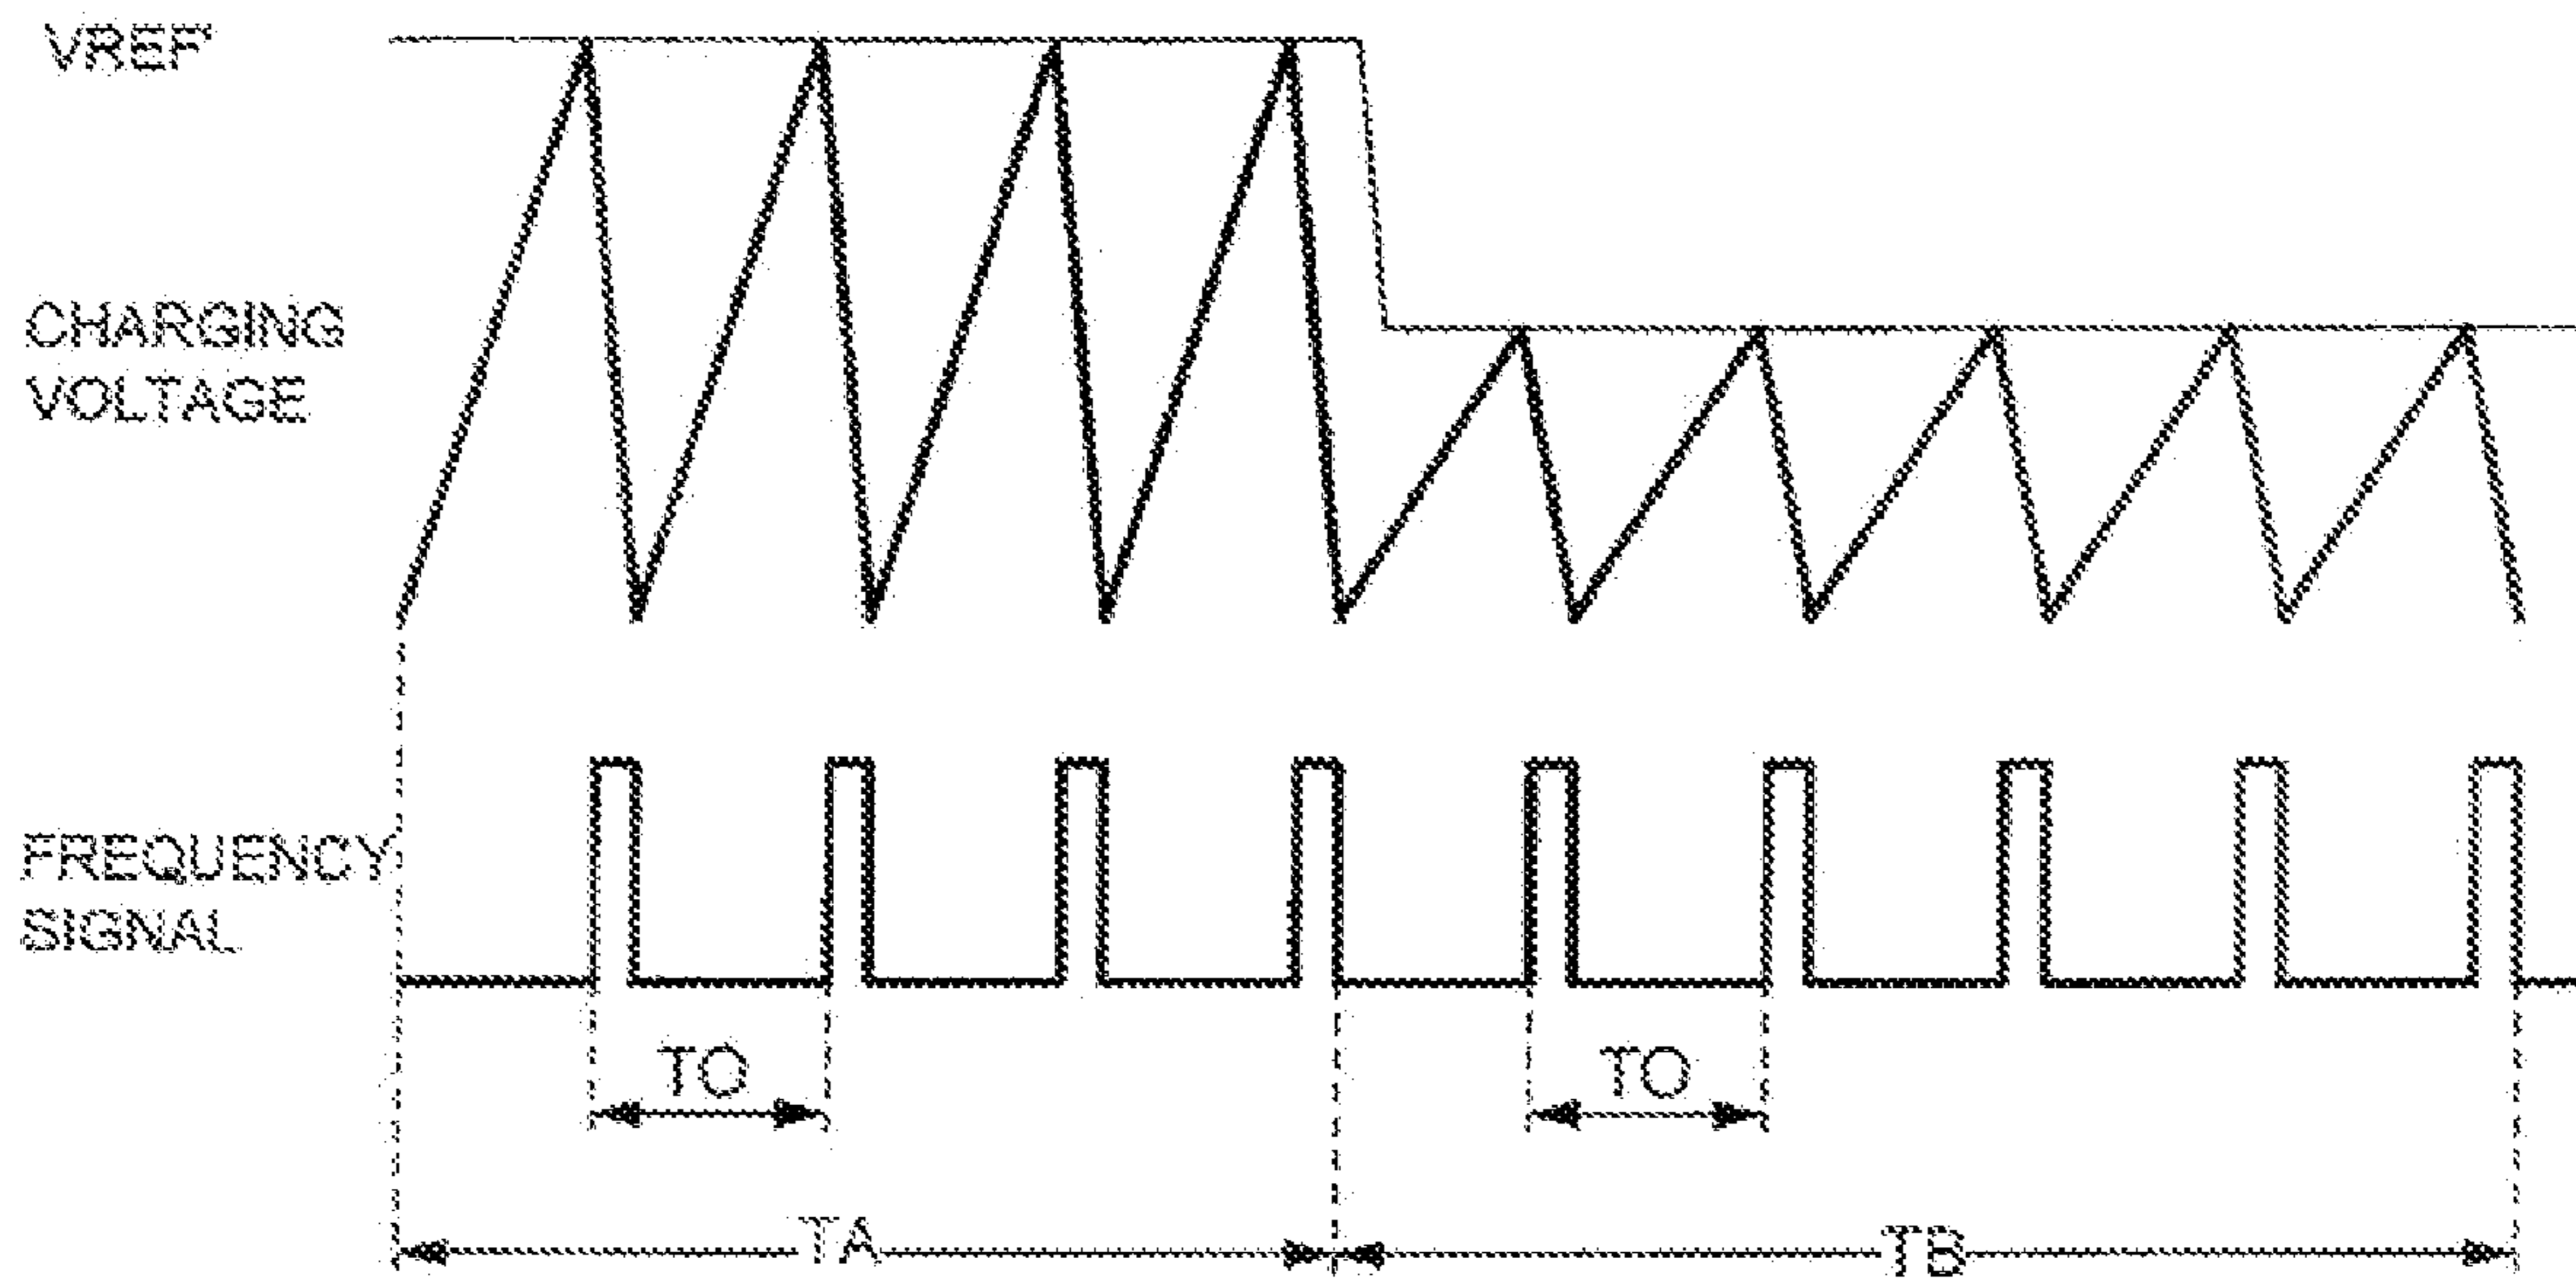 VREF'
CHARGING
VOLTAGE
FREQUENCY
SIGNAL
TO
TO
TA
TB